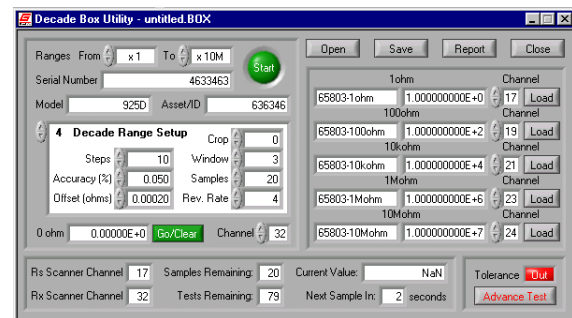 Decade Box Utility - untitled.BOX
Ranges From x 1 To x 10M Start
Serial Number 4633463
Model 925D Asset/ID 636346
4 Decade Range Setup Crop 0
Steps 10 Window 3
Accuracy (%) 0.050 Samples 20
Offset (ohms) 0.00020 Rev. Rate 4
0 ohm 0.00000E+0 Go/Clear Channel 32
Open Save Report Close
1ohm Channel
65803-1ohm 1.000000000E+0 17 Load
100ohm Channel
65803-100ohm 1.000000000E+2 19 Load
10kohm Channel
65803-10kohm 1.000000000E+4 21 Load
1Mohm Channel
65803-1Mohm 1.000000000E+6 23 Load
10Mohm Channel
65803-10Mohm 1.000000000E+7 24 Load
Rs Scanner Channel 17 Samples Remaining: 20 Current Value: NaN Tolerance Out
Rx Scanner Channel 32 Tests Remaining: 79 Next Sample In: 2 seconds Advance Test